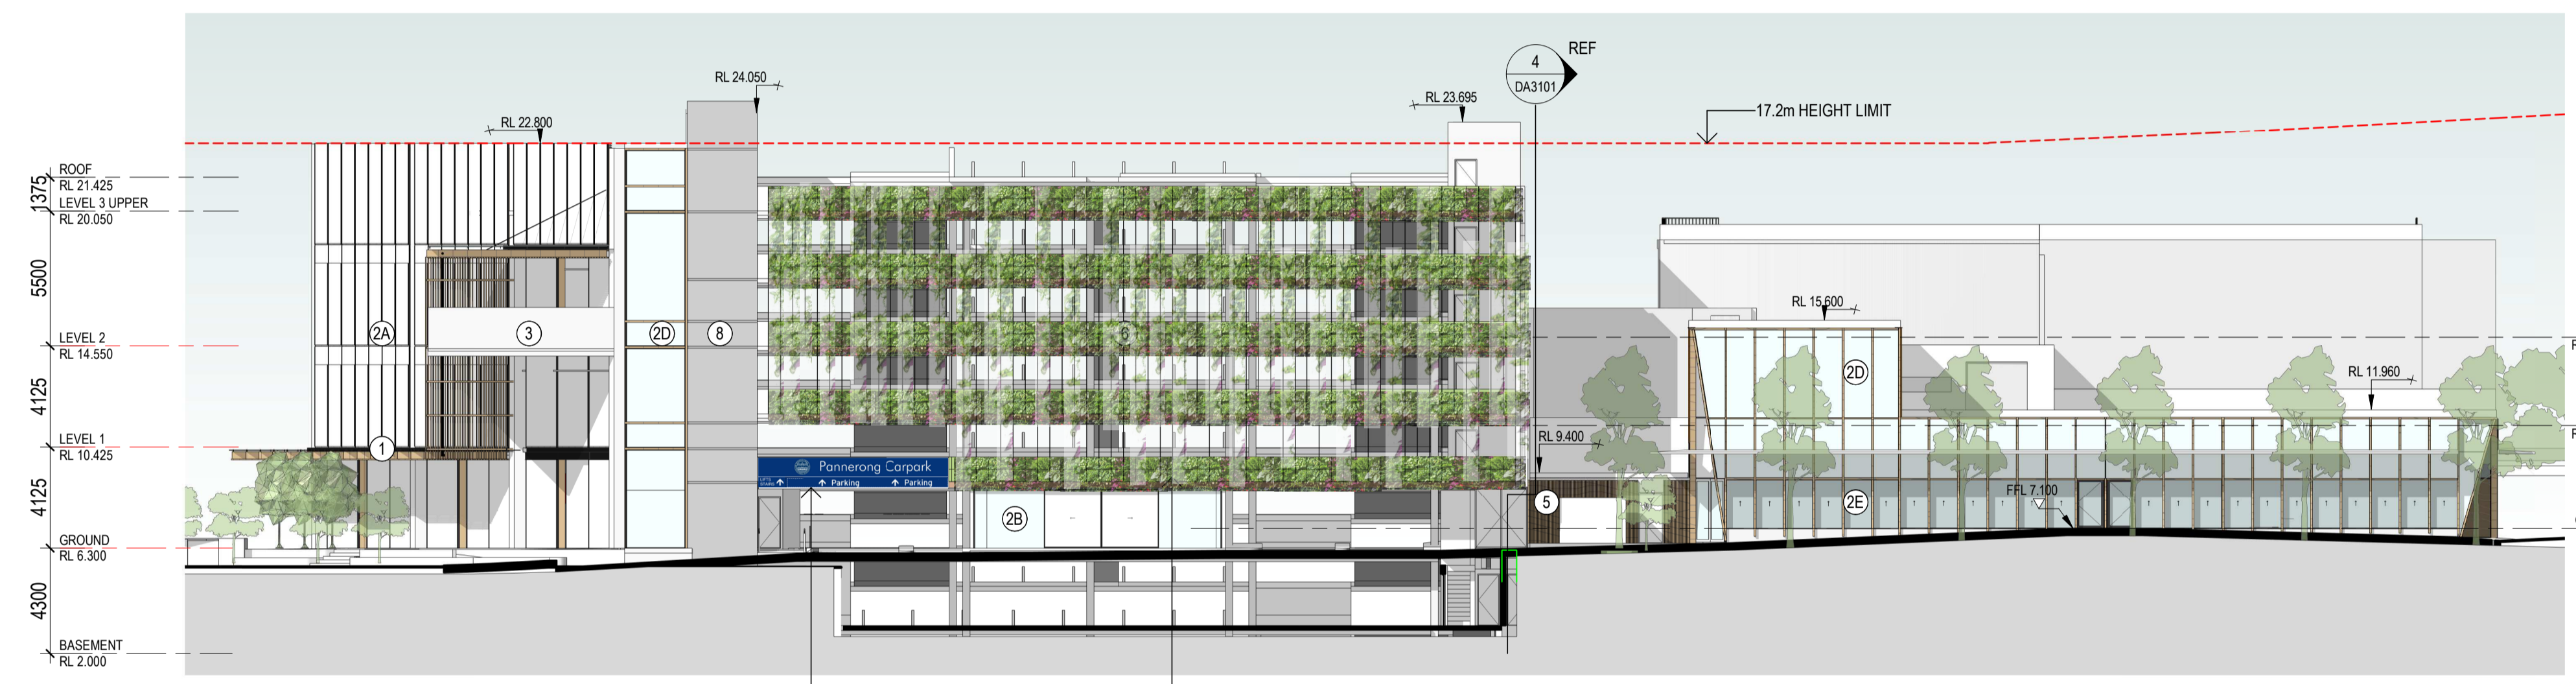 REF
4
DA3101
RL 24.050
RL 23.695
17.2m HEIGHT LIMIT
RL 22.800
ROOF
RL 21.425
1375
LEVEL 3 UPPER
RL 20.050
5500
RL 15.600
2A
3
2D
8
6
LEVEL 2
RL 14.550
2D
RL 11.960
4125
LEVEL 1
RL 10.425
1
RL 9.400
Pannerong Carpark
LIFTS
STAIRS
Parking
Parking
4125
2B
5
FFL 7.100
2E
GROUND
RL 6.300
4300
BASEMENT
RL 2.000